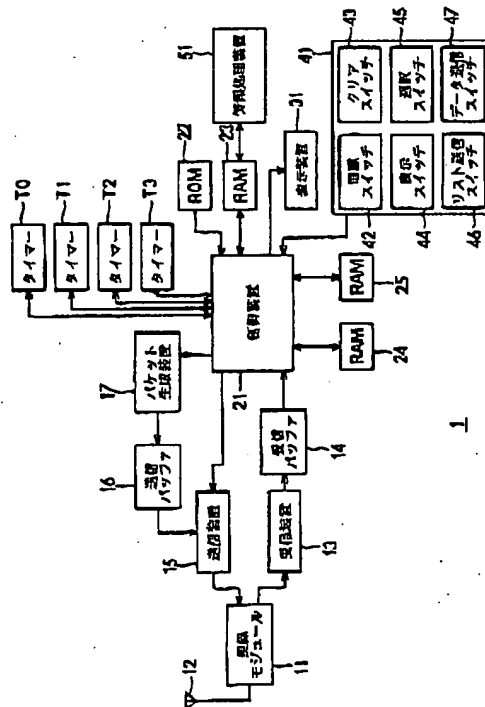 T0
タイマー
T1
タイマー
T2
タイマー
T3
タイマー
22
ROM
23
RAM
51
情報処理装置
31
表示装置
17
パケット
生成装置
16
送信
バッファ
15
送信装置
21
制御装置
12
11
モジュール
13
受信装置
14
受信
バッファ
24
RAM
25
RAM
41
42
スイッチ
43
クリア
スイッチ
44
表示
スイッチ
45
選択
スイッチ
46
リスト送信
スイッチ
47
データ送信
スイッチ
1